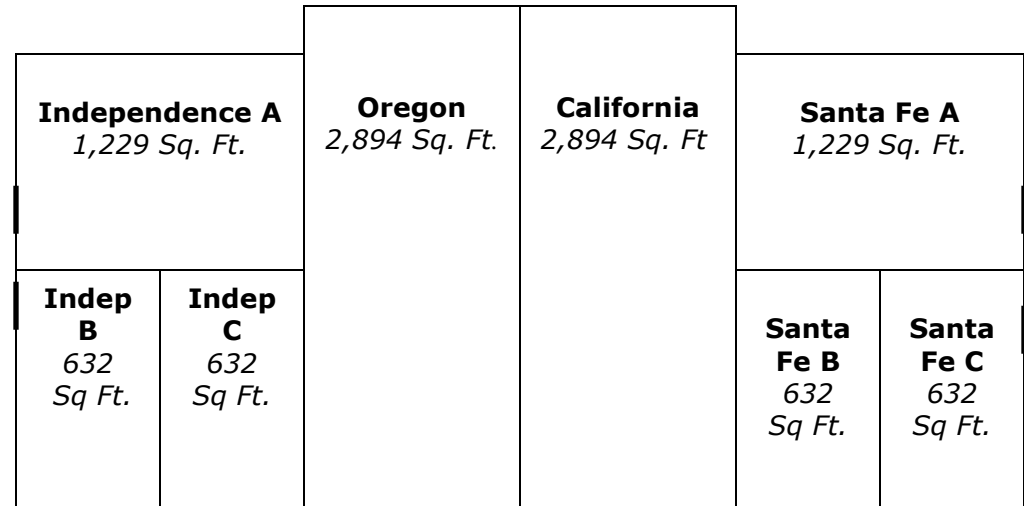 Independence A
1,229 Sq. Ft.
Oregon
2,894 Sq. Ft.
California
2,894 Sq. Ft
Santa Fe A
1,229 Sq. Ft.
Indep
B
632
Sq Ft.
Indep
C
632
Sq Ft.
Santa
Fe B
632
Sq Ft.
Santa
Fe C
632
Sq Ft.